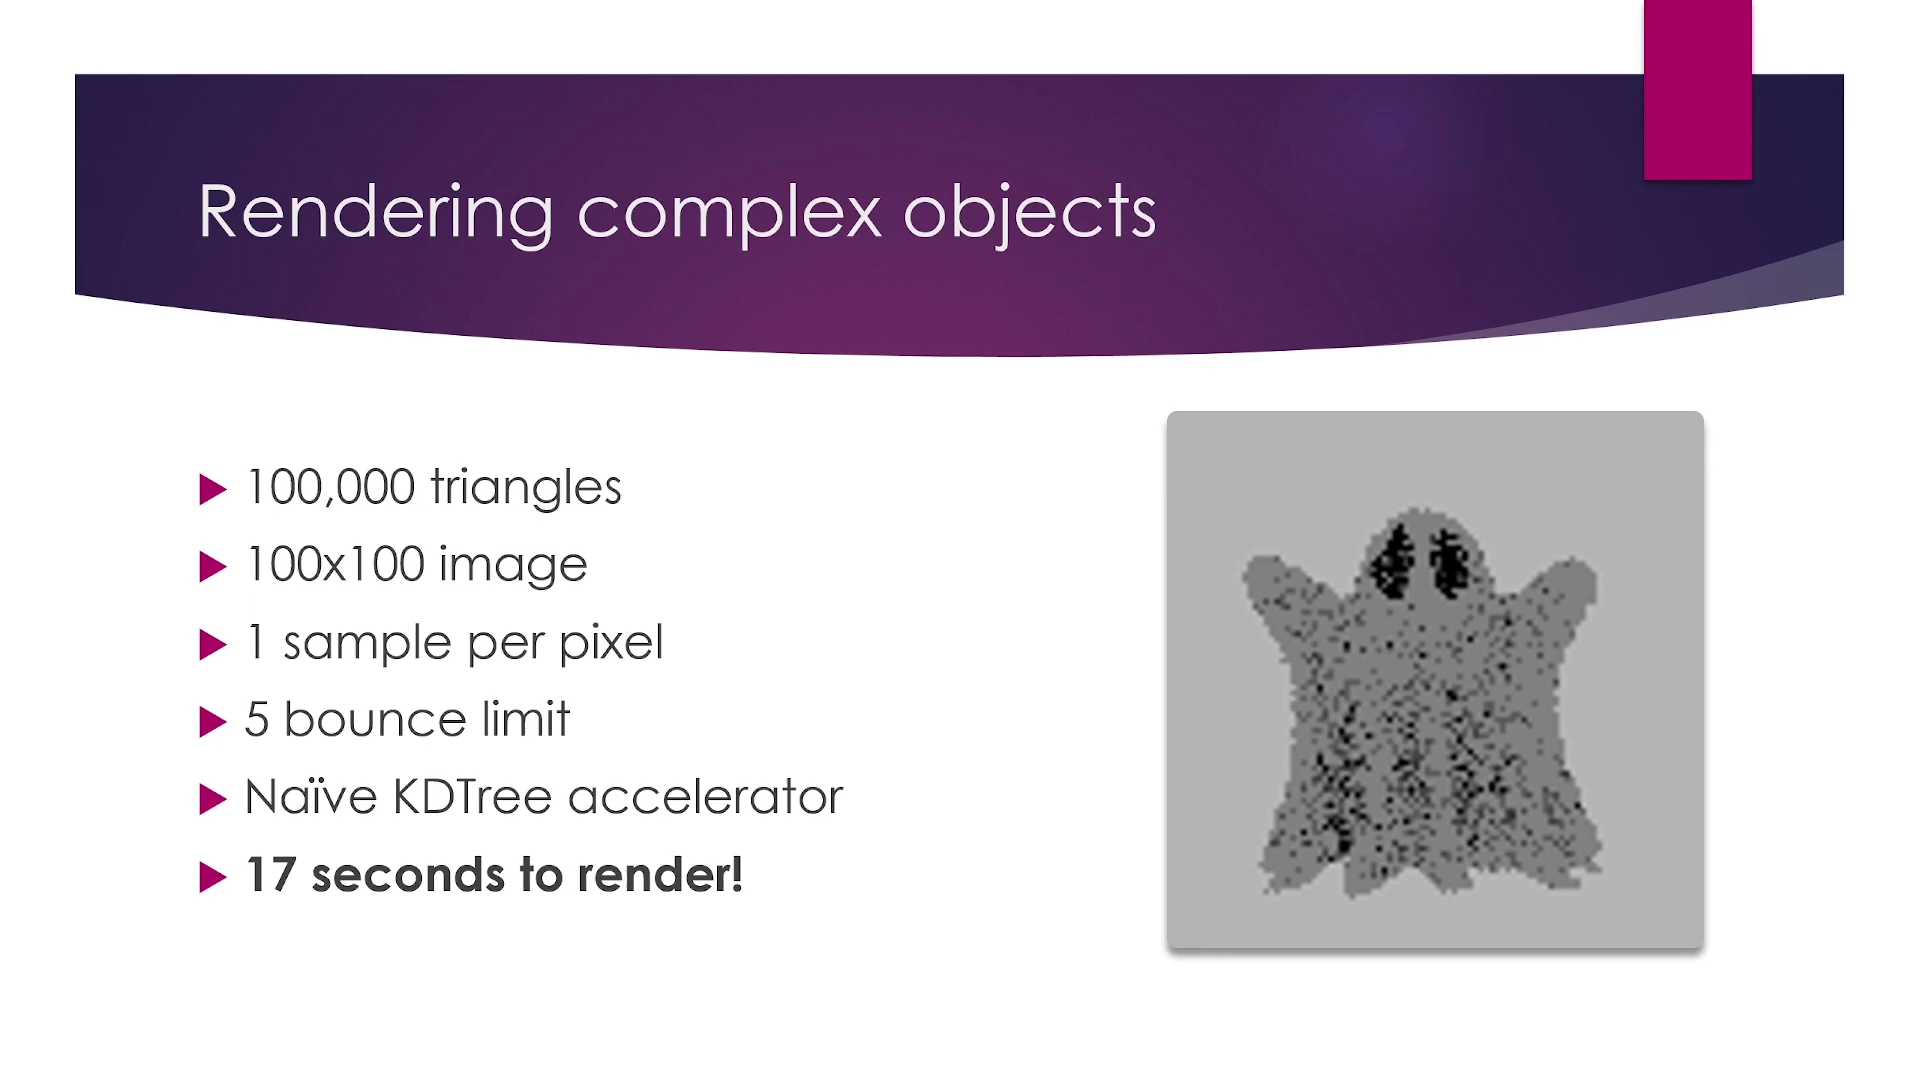 Rendering complex objects
100,000 triangles
100x100 image
1 sample per pixel
5 bounce limit
Naïve KDTree accelerator
17 seconds to render!